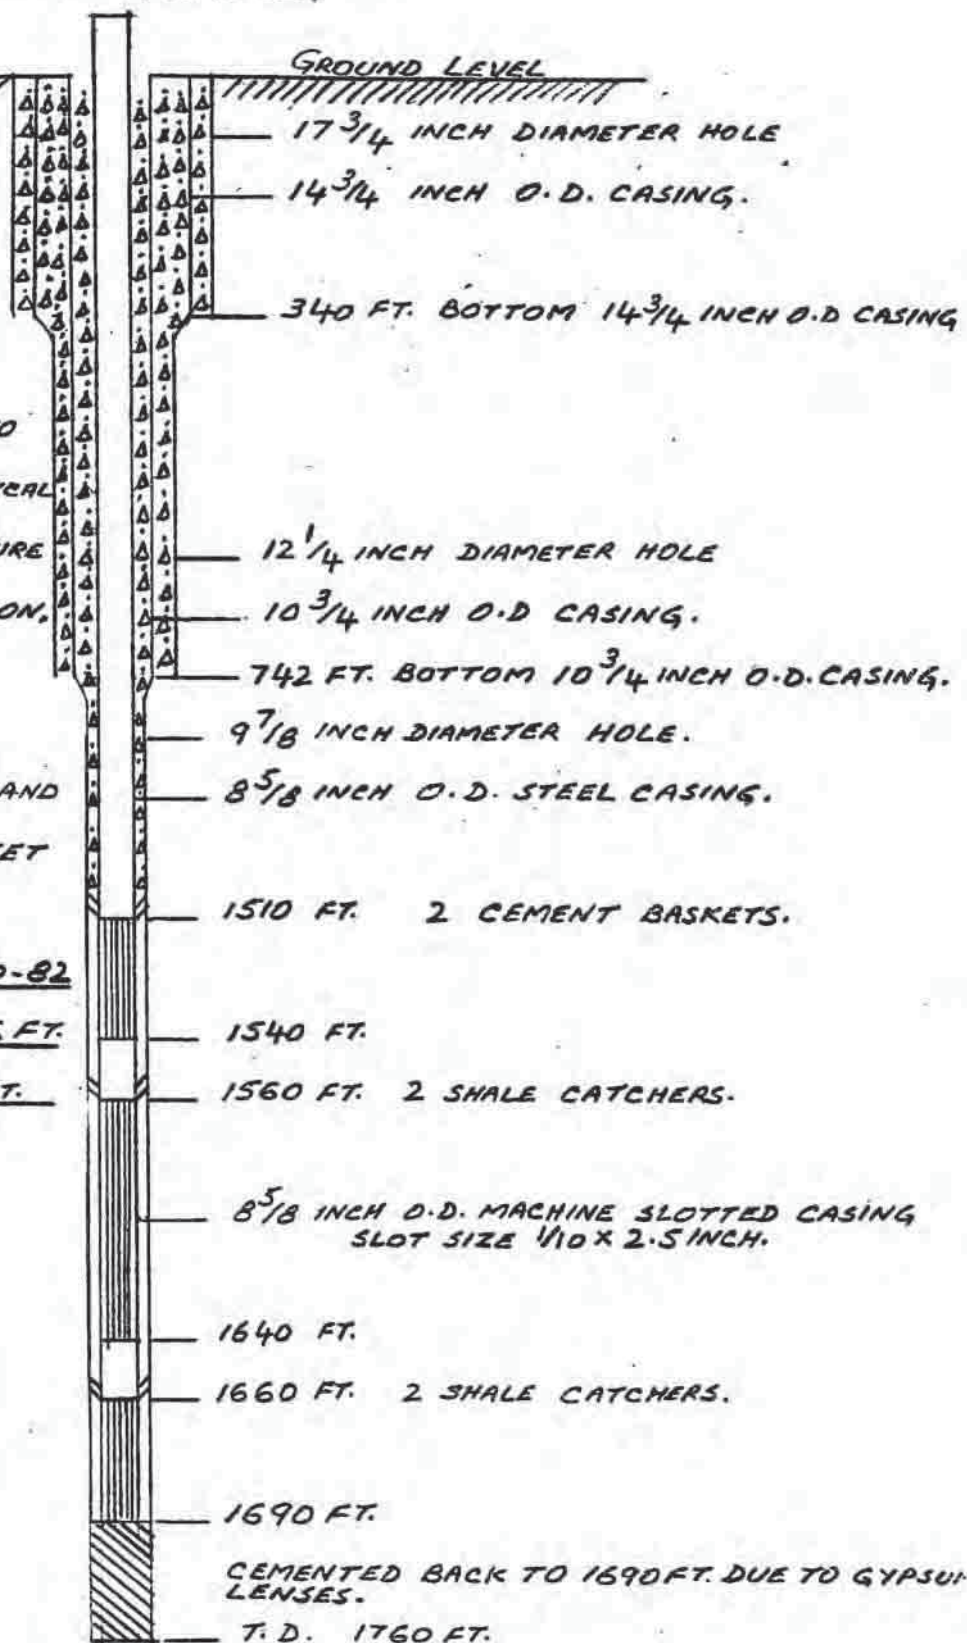 GROUND LEVEL
17 3/4 INCH DIAMETER HOLE
14 3/4 INCH O.D. CASING.
340 FT. BOTTOM 14 3/4 INCH O.D CASING
12 1/4 INCH DIAMETER HOLE
10 3/4 INCH O.D CASING.
742 FT. BOTTOM 10 3/4 INCH O.D. CASING.
9 7/8 INCH DIAMETER HOLE.
AND
8 5/8 INCH O.D. STEEL CASING.
1510 FT. 2 CEMENT BASKETS.
-82
FT.
1540 FT.
1560 FT. 2 SHALE CATCHERS.
8 5/8 INCH O.D. MACHINE SLOTTED CASING
SLOT SIZE 1/10 X 2.5 INCH.
1640 FT.
1660 FT. 2 SHALE CATCHERS.
1690 FT.
CEMENTED BACK TO 1690 FT. DUE TO GYPSU
LENSES.
T.D. 1760 FT.